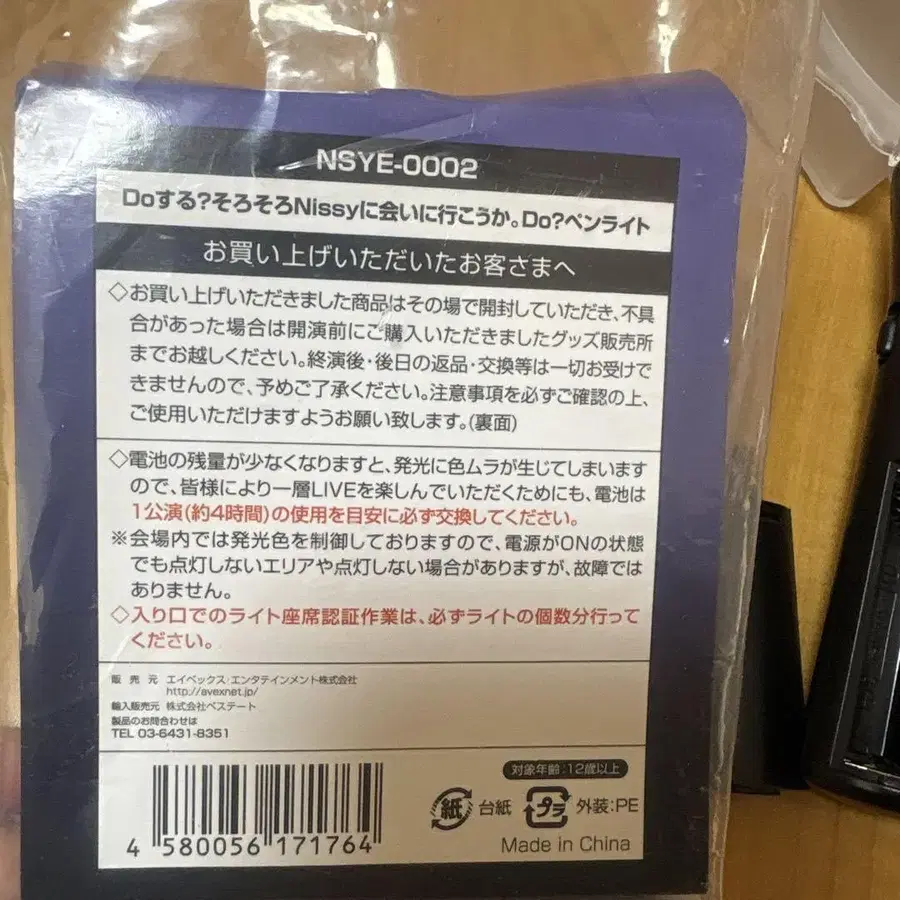 NSYE-0002
Doする?そろそろNissyに会いに行こうか。Do?ペンライト
お買い上げいただいたお客さまへ
◇お買い上げいただきました商品はその場で開封していただき、不具
合があった場合は開演前にご購入いただきましたグッズ販売所
までお越しください。終演後・後日の返品・交換等は一切お受けで
きませんので、予めご了承ください。注意事項を必ずご確認の上、
ご使用いただけますようお願い致します。(裏面)
◇電池の残量が少なくなりますと、発光に色ムラが生じてしまいます
ので、皆様により一層LIVEを楽しんでいただくためにも、電池は
1公演(約4時間)の使用を目安に必ず交換してください。
※会場内では発光色を制御しておりますので、電源がONの状態
でも点灯しないエリアや点灯しない場合がありますが、故障では
ありません。
◇入り口でのライト座席認証作業は、必ずライトの個数分行って
ください。
販売元 エイベックス・エンタテインメント株式会社
http://avexnet.jp/
輸入販売元 株式会社ベステート
製品のお問合わせは
TEL 03-6431-8351
対象年齢:12歳以上
紙 台紙 プラ 外装:PE
4 580056 171764
Made in China